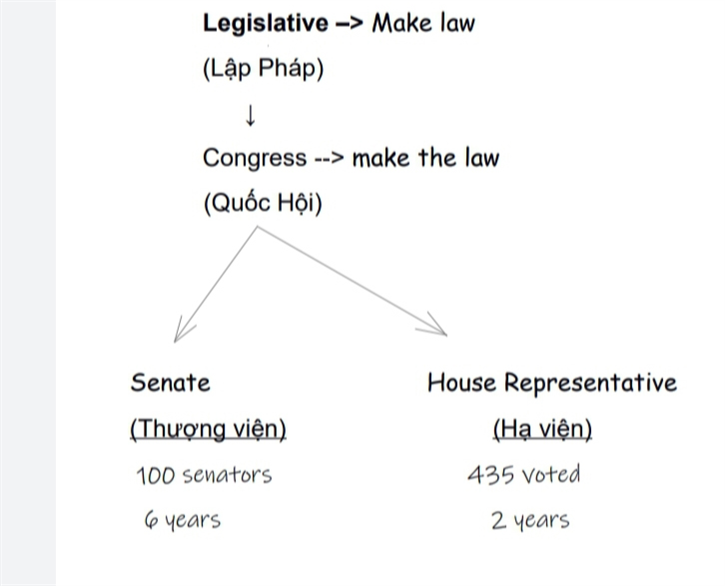 Legislative –> Make law
(Lập Pháp)
↓
Congress --> make the law
(Quốc Hội)
Senate
House Representative
(Thượng viện)
(Hạ viện)
100 senators
435 voted
6 years
2 years